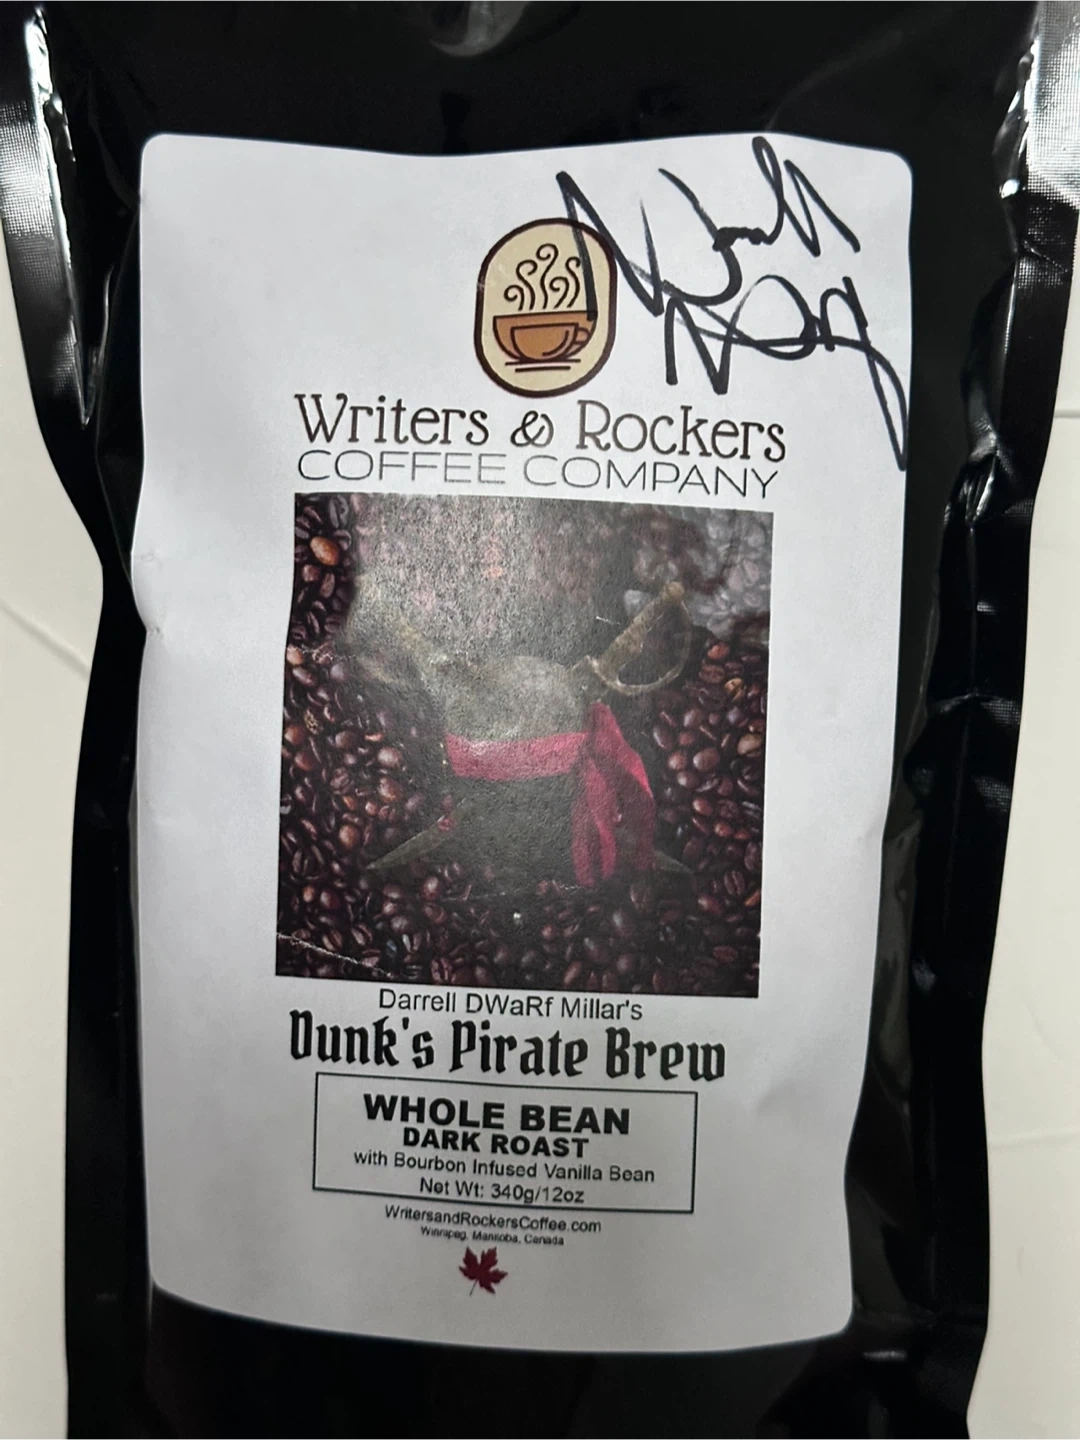 Writers & Rockers
COFFEE COMPANY
Darrell DWaRf Millar's
Dunk's Pirate Brew
WHOLE BEAN
DARK ROAST
with Bourbon Infused Vanilla Bean
Net Wt: 340g/12oz
WritersandRockersCoffee.com
Winnipeg, Manitoba, Canada